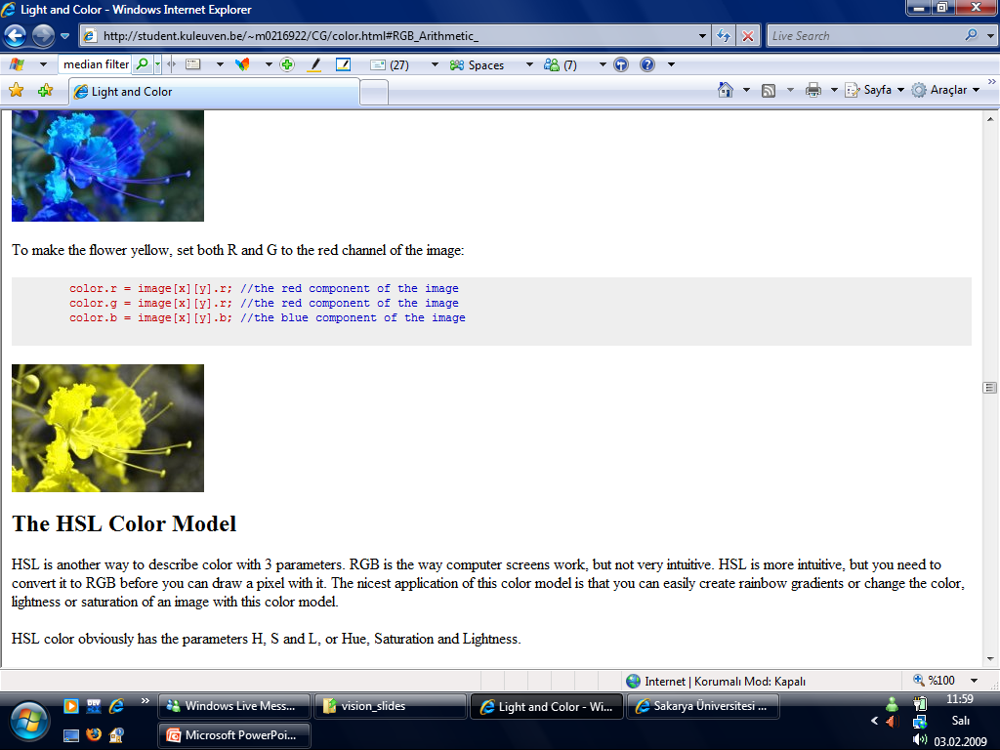 Light and Color - Windows Internet Explorer
http://student.kuleuven.be/~m0216922/CG/color.html#RGB_Arithmetic_
Live Search
median filter
(27)
Spaces
(7)
Light and Color
Sayfa
Araçlar
To make the flower yellow, set both R and G to the red channel of the image:
color.r = image[x][y].r; //the red component of the image
color.g = image[x][y].r; //the red component of the image
color.b = image[x][y].b; //the blue component of the image
The HSL Color Model
HSL is another way to describe color with 3 parameters. RGB is the way computer screens work, but not very intuitive. HSL is more intuitive, but you need to
convert it to RGB before you can draw a pixel with it. The nicest application of this color model is that you can easily create rainbow gradients or change the color,
lightness or saturation of an image with this color model.
HSL color obviously has the parameters H, S and L, or Hue, Saturation and Lightness.
Internet | Korumalı Mod: Kapalı
%100
Windows Live Mess...
vision_slides
Light and Color - Wi...
Sakarya Üniversitesi ...
11:59
Salı
Microsoft PowerPoi...
03.02.2009